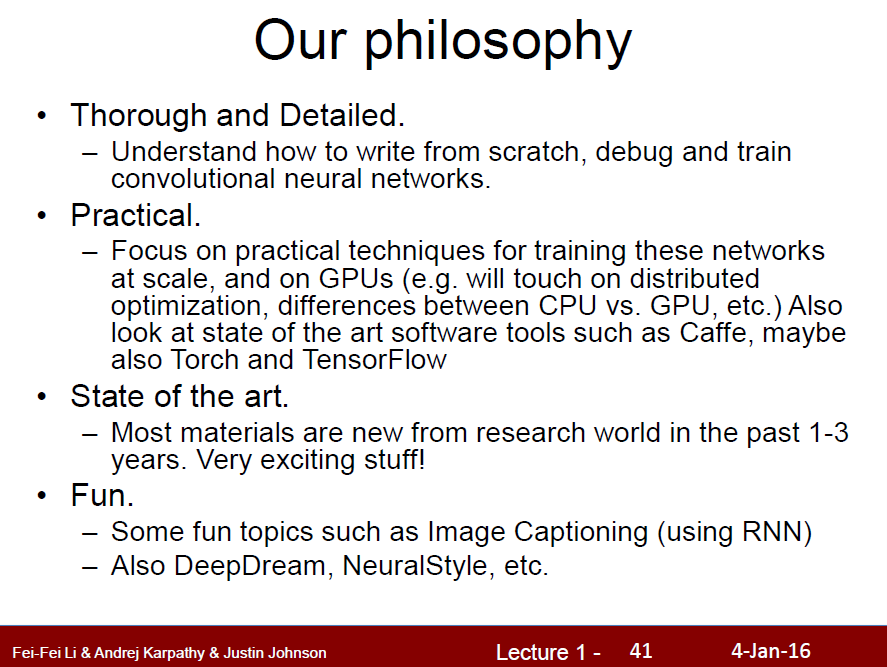 Our philosophy
• Thorough and Detailed.
– Understand how to write from scratch, debug and train
convolutional neural networks.
• Practical.
– Focus on practical techniques for training these networks
at scale, and on GPUs (e.g. will touch on distributed
optimization, differences between CPU vs. GPU, etc.) Also
look at state of the art software tools such as Caffe, maybe
also Torch and TensorFlow
• State of the art.
– Most materials are new from research world in the past 1-3
years. Very exciting stuff!
• Fun.
– Some fun topics such as Image Captioning (using RNN)
– Also DeepDream, NeuralStyle, etc.
Fei-Fei Li & Andrej Karpathy & Justin Johnson Lecture 1 - 41 4-Jan-16